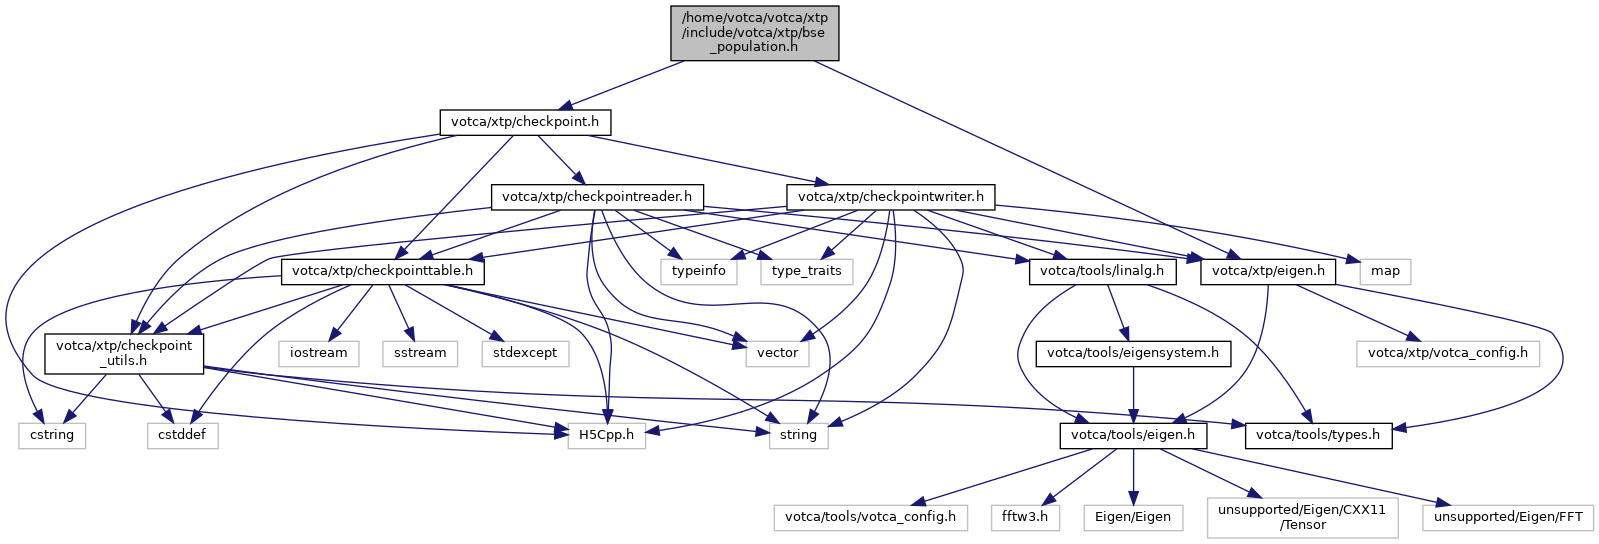 /home/votca/votca/xtp
/include/votca/xtp/bse
_population.h
votca/xtp/checkpoint.h
votca/xtp/checkpointreader.h
votca/xtp/checkpointwriter.h
votca/xtp/checkpointtable.h
typeinfo
type_traits
votca/tools/linalg.h
votca/xtp/eigen.h
map
votca/xtp/checkpoint
_utils.h
iostream
sstream
stdexcept
vector
votca/tools/eigensystem.h
votca/xtp/votca_config.h
cstring
cstddef
H5Cpp.h
string
votca/tools/eigen.h
votca/tools/types.h
votca/tools/votca_config.h
fftw3.h
Eigen/Eigen
unsupported/Eigen/CXX11
/Tensor
unsupported/Eigen/FFT